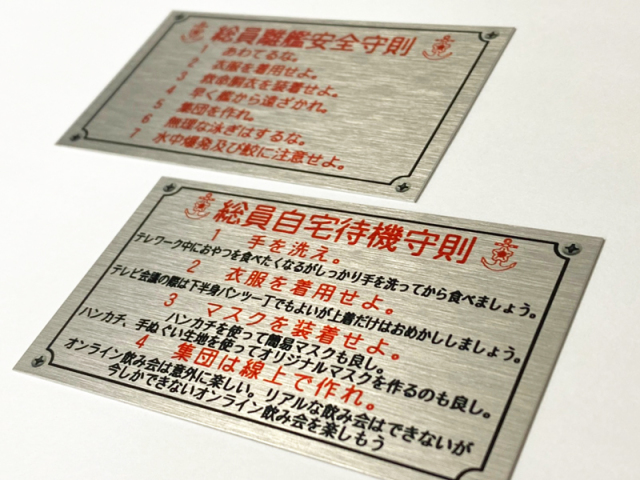 総員離艦安全守則
1 あわてるな。
2 衣服を着用せよ。
3 救命胴衣を装着せよ。
4 早く艦から遠ざかれ。
5 集団を作れ。
6 無理な泳ぎはするな。
7 水中爆発及び鮫に注意せよ。
総員自宅待機守則
1 手を洗え。
テレワーク中におやつを食べたくなるがしっかり手を洗ってから食べましょう。
2 衣服を着用せよ。
テレビ会議の際は下半身パンツ一丁でもよいが上着だけはおめかししましょう。
3 マスクを装着せよ。
ハンカチを使って簡易マスクも良し。
ハンカチ、手ぬぐい生地を使ってオリジナルマスクを作るのも良し。
4 集団は線上で作れ。
オンライン飲み会は意外に楽しい。リアルな飲み会はできないが
今しかできないオンライン飲み会を楽しもう